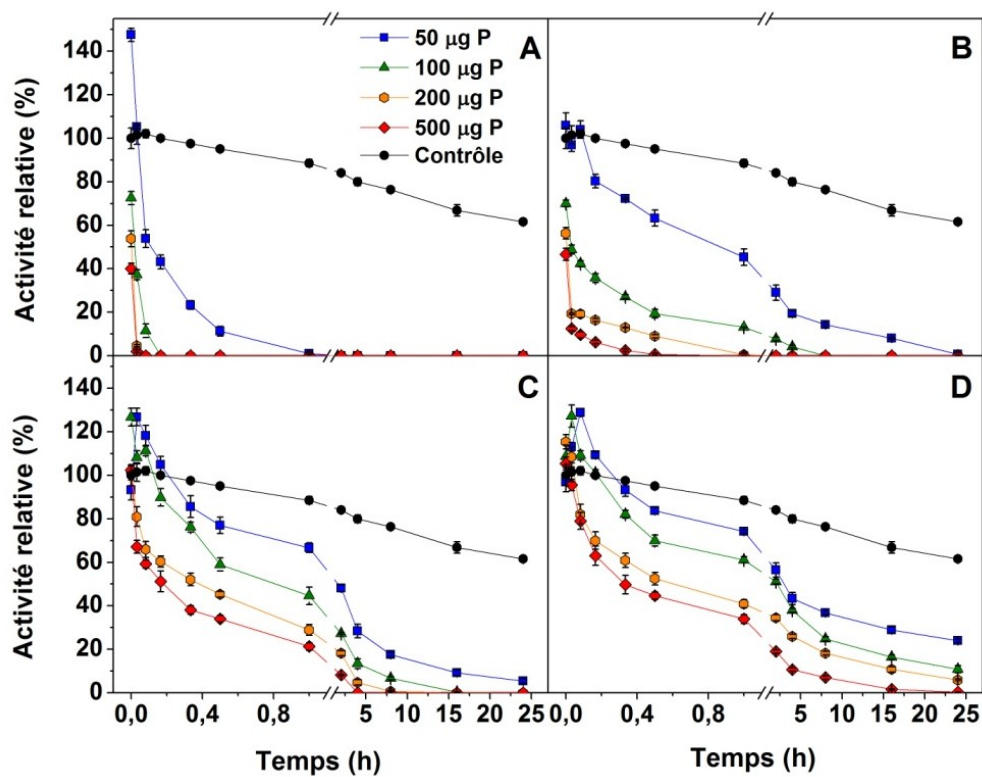 A
B
50 μg P
100 μg P
200 μg P
500 μg P
Contrôle
Activité relative (%)
140
120
100
80
60
40
20
0
C
D
Activité relative (%)
140
120
100
80
60
40
20
0
0,0 0,4 0,8 5 10 15 20 25
0,0 0,4 0,8 5 10 15 20 25
Temps (h)
Temps (h)